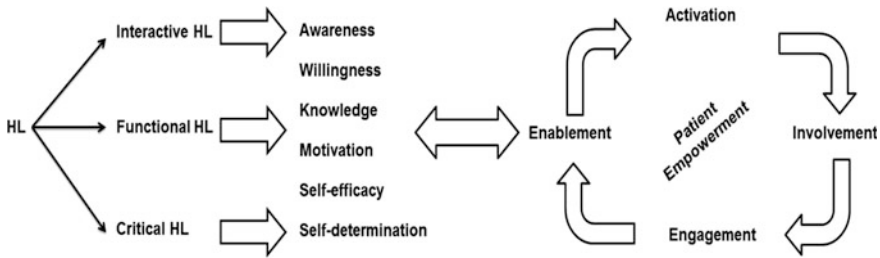 Interactive HL
Awareness
Willingness
HL
Functional HL
Knowledge
Motivation
Self-efficacy
Critical HL
Self-determination
Enablement
Activation
Patient
Empowerment
Involvement
Engagement